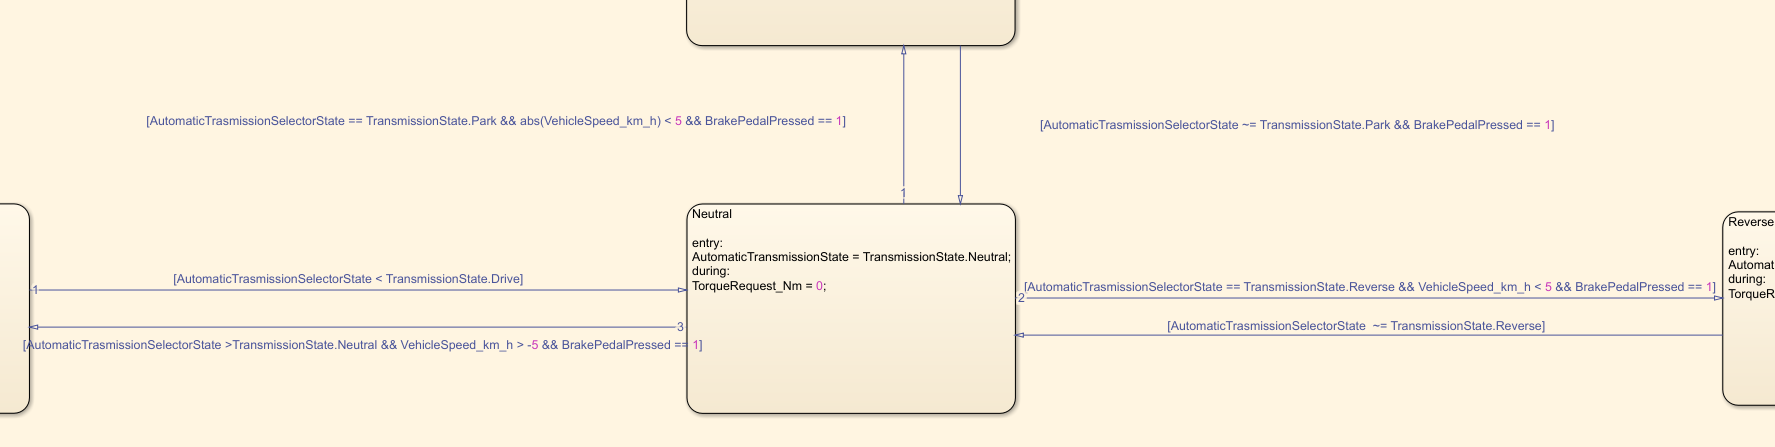 [AutomaticTrasmissionSelectorState == TransmissionState.Park && abs(VehicleSpeed_km_h) < 5 && BrakePedalPressed == 1]
[AutomaticTrasmissionSelectorState ~= TransmissionState.Park && BrakePedalPressed == 1]
1
Neutral
entry:
AutomaticTransmissionState = TransmissionState.Neutral;
during:
TorqueRequest_Nm = 0;
1
[AutomaticTrasmissionSelectorState < TransmissionState.Drive]
3
[AutomaticTrasmissionSelectorState >TransmissionState.Neutral && VehicleSpeed_km_h > -5 && BrakePedalPressed == 1]
2
[AutomaticTrasmissionSelectorState == TransmissionState.Reverse && VehicleSpeed_km_h < 5 && BrakePedalPressed == 1]
[AutomaticTrasmissionSelectorState  ~= TransmissionState.Reverse]
Reverse
entry:
Automat
during:
TorqueR